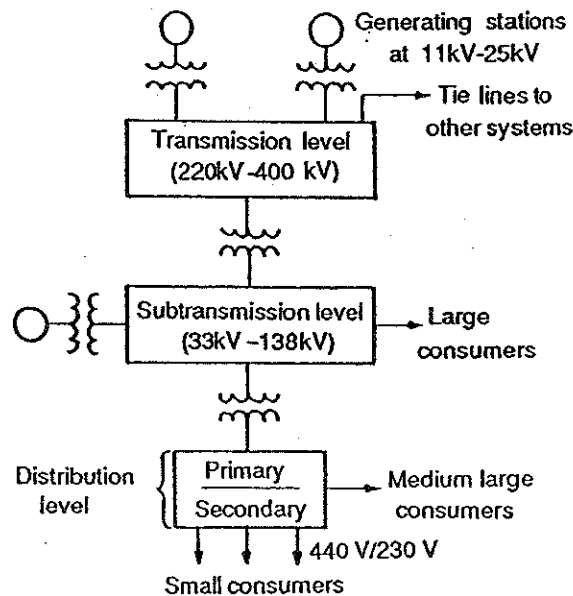 Generating stations
at 11kV-25kV
Tie lines to
other systems
Transmission level
(220kV-400 kV)
Subtransmission level
(33kV-138kV)
Large
consumers
Distribution
level
Primary
Secondary
Medium large
consumers
440 V/230 V
Small consumers